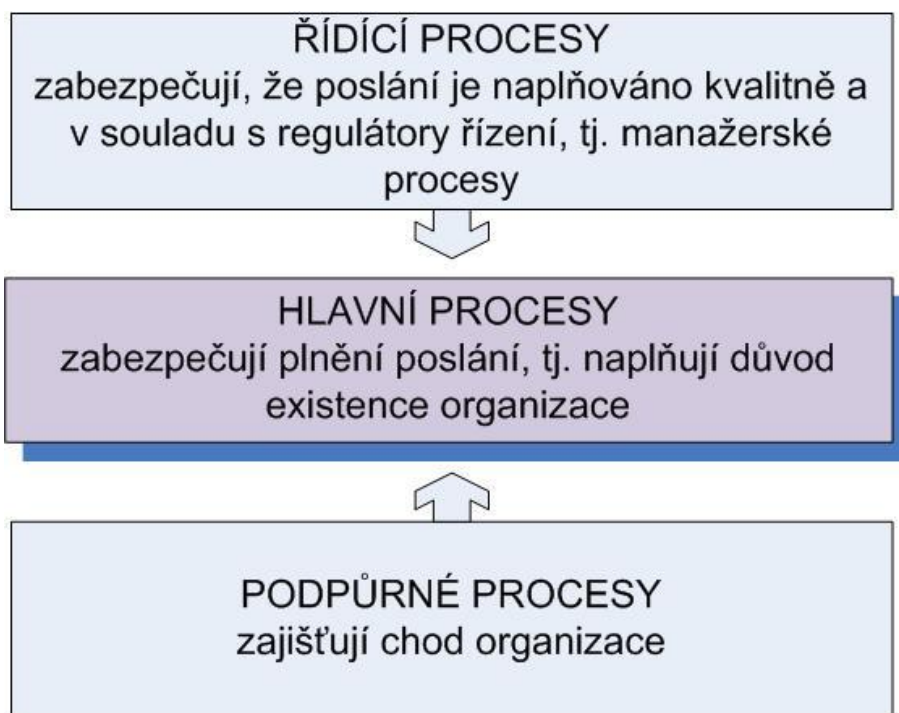 ŘÍDÍCÍ PROCESY
zabezpečují, že poslání je naplňováno kvalitně a
v souladu s regulátory řízení, tj. manažerské
procesy
HLAVNÍ PROCESY
zabezpečují plnění poslání, tj. naplňují důvod
existence organizace
PODPŮRNÉ PROCESY
zajišťují chod organizace